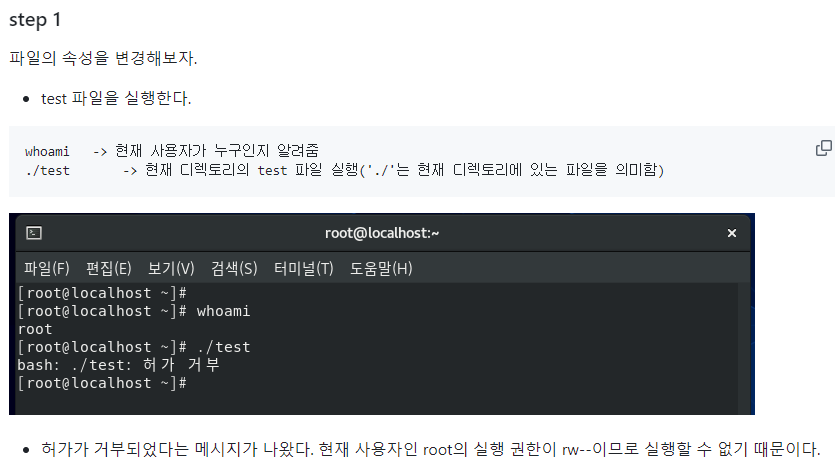 step 1
파일의 속성을 변경해보자.
• test 파일을 실행한다.
whoami   -> 현재 사용자가 누구인지 알려줌
./test      -> 현재 디렉토리의 test 파일 실행('./'는 현재 디렉토리에 있는 파일을 의미함)
root@localhost:~ ×
파일(F) 편집(E) 보기(V) 검색(S) 터미널(T) 도움말(H)
[root@localhost ~]#
[root@localhost ~]# whoami
root
[root@localhost ~]# ./test
bash: ./test: 허가 거부
[root@localhost ~]#
• 허가가 거부되었다는 메시지가 나왔다. 현재 사용자인 root의 실행 권한이 rw--이므로 실행할 수 없기 때문이다.